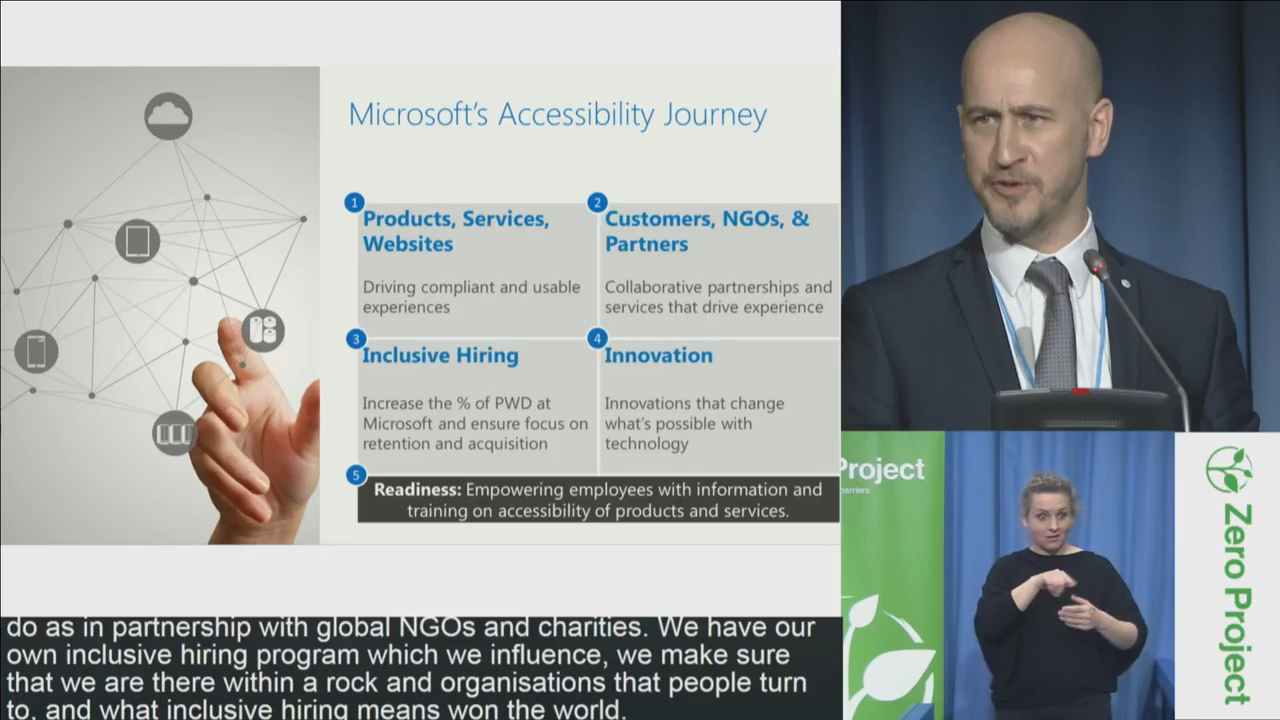 Microsoft's Accessibility Journey
1
Products, Services,
Websites
Driving compliant and usable
experiences
2
Customers, NGOs, &
Partners
Collaborative partnerships and
services that drive experience
3
Inclusive Hiring
Increase the % of PWD at
Microsoft and ensure focus on
retention and acquisition
4
Innovation
Innovations that change
what's possible with
technology
5
Readiness: Empowering employees with information and
training on accessibility of products and services.
do as in partnership with global NGOs and charities. We have our
own inclusive hiring program which we influence, we make sure
that we are there within a rock and organisations that people turn
to, and what inclusive hiring means won the world.
Project
barriers
Zero Project